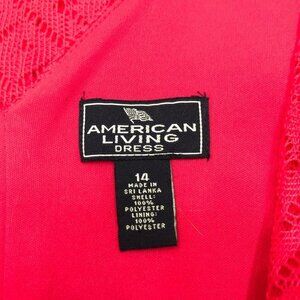 AMERICAN
LIVING
DRESS
14
MADE IN
SRI LANKA
SHELL:
100%
POLYESTER
LINING:
100%
POLYESTER